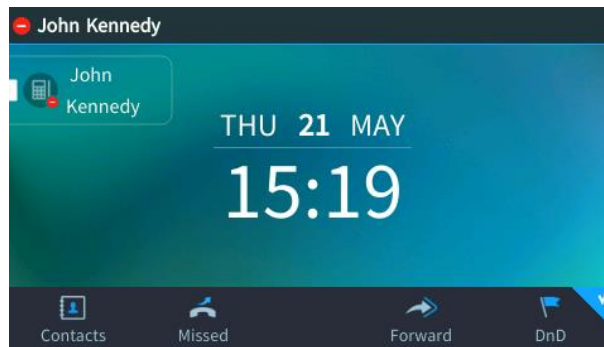 John Kennedy
John
Kennedy
THU 21 MAY
15:19
Contacts Missed Forward DnD